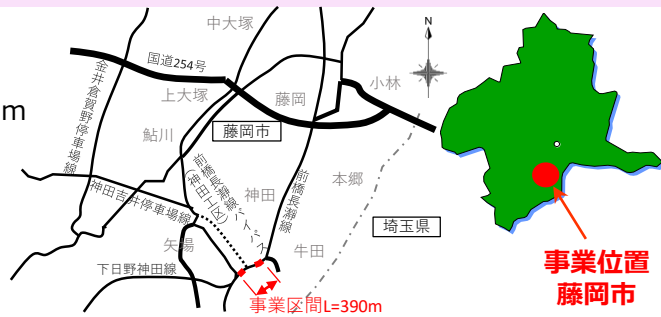 中大塚
N
国道254号
小林
金井倉賀野停車場線
上大塚
藤岡
m
鮎川
藤岡市
前橋長瀞線バイパス
(神田工区)
神田
前橋長瀞線
本郷
神田吉井停車場線
埼玉県
矢場
牛田
下日野神田線
事業区間L=390m
事業位置
藤岡市